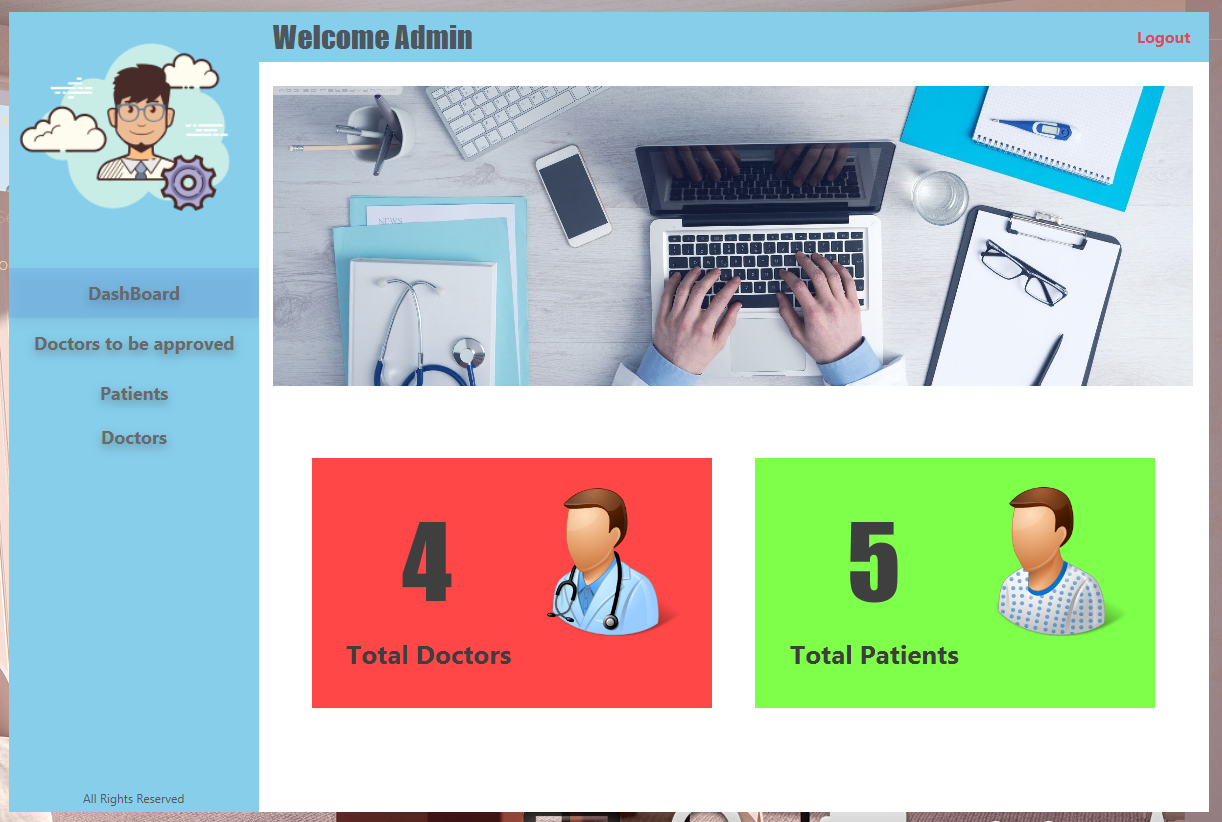 Welcome Admin
Logout
NEWS
DashBoard
Doctors to be approved
Patients
Doctors
4
Total Doctors
5
Total Patients
All Rights Reserved